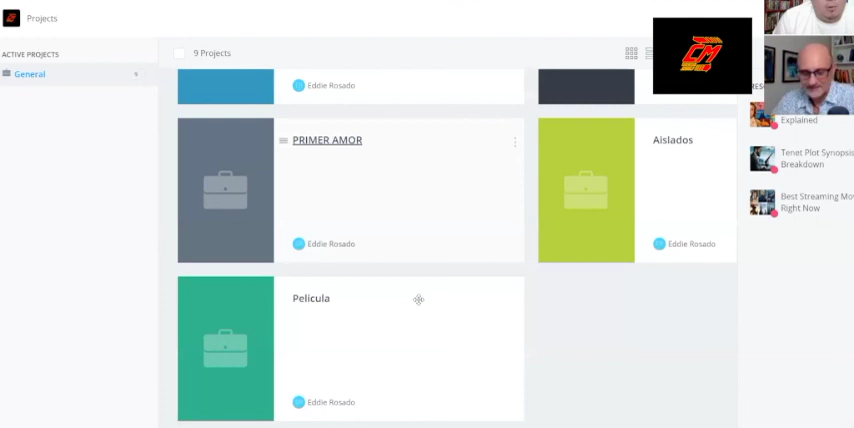 Projects
ACTIVE PROJECTS
General
9
9 Projects
Eddie Rosado
PRIMER AMOR
Eddie Rosado
Aislados
Eddie Rosado
Pelicula
Eddie Rosado
CM
Explained
Tenet Plot Synopsis
Breakdown
Best Streaming Mov
Right Now